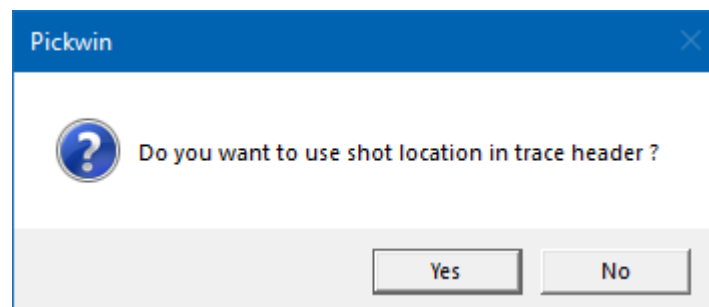 Pickwin
Do you want to use shot location in trace header ?
Yes No